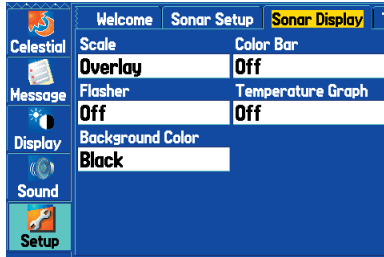 Welcome Sonar Setup Sonar Display
Celestial
Message
Display
Sound
Setup
Scale Color Bar
Overlay Off
Flasher Temperature Graph
Off Off
Background Color
Black